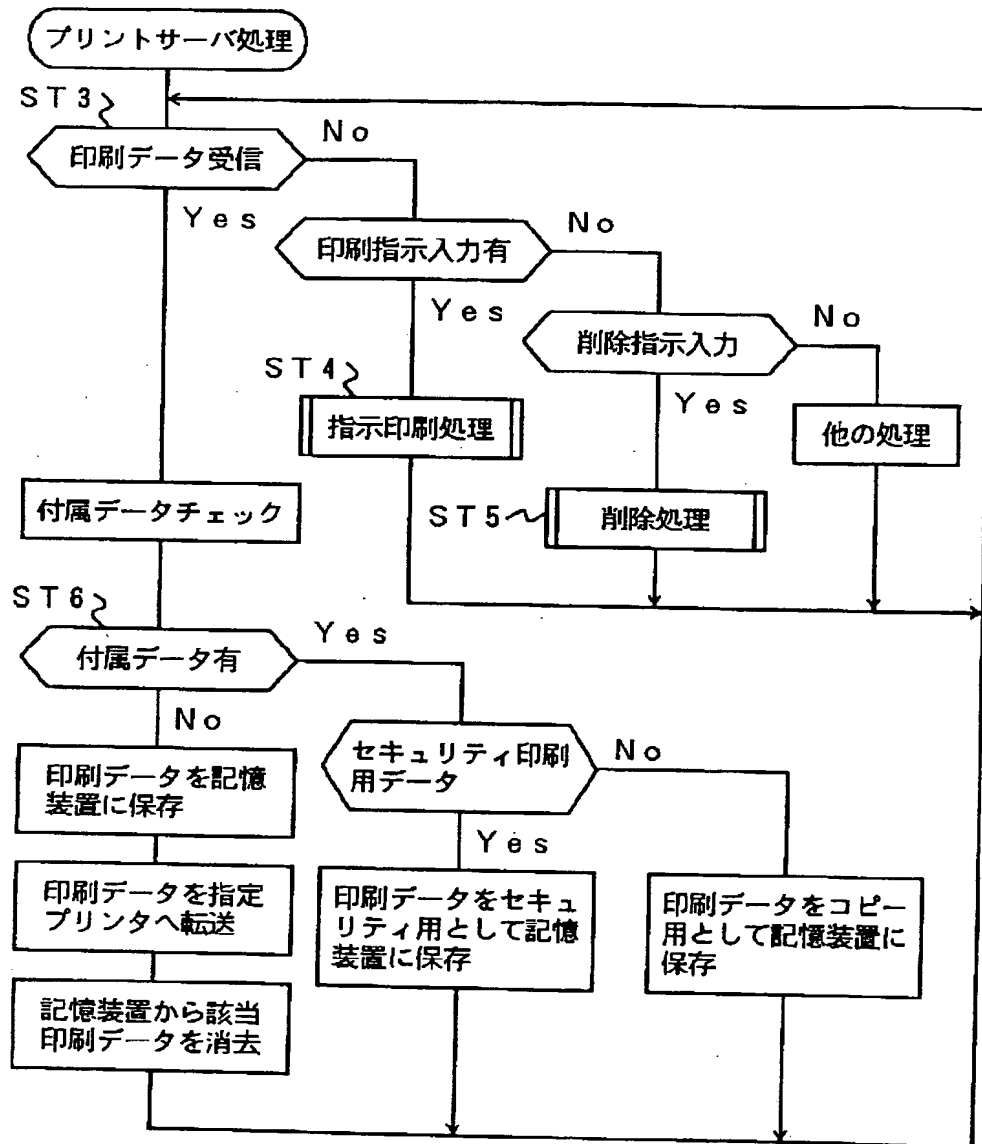 プリントサーバ処理
ST3
印刷データ受信
No
Yes
印刷指示入力有
No
Yes
削除指示入力
No
Yes
ST4
指示印刷処理
他の処理
付属データチェック
ST5
削除処理
ST6
付属データ有
Yes
No
セキュリティ印刷
用データ
No
Yes
印刷データを記憶
装置に保存
印刷データを指定
プリンタへ転送
印刷データをセキュ
リティ用として記憶
装置に保存
印刷データをコピー
用として記憶装置に
保存
記憶装置から該当
印刷データを消去